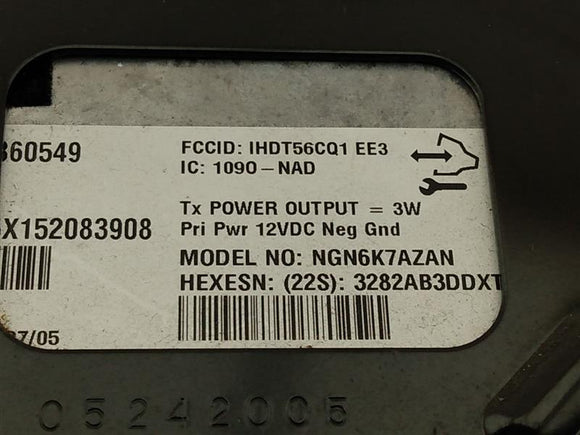 360549
X152083908
7/05
FCCID: IHDT56CQ1 EE3
IC: 1090-NAD
Tx POWER OUTPUT = 3W
Pri Pwr 12VDC Neg Gnd
MODEL NO: NGN6K7AZAN
HEXESN: (22S): 3282AB3DDXT
05242005